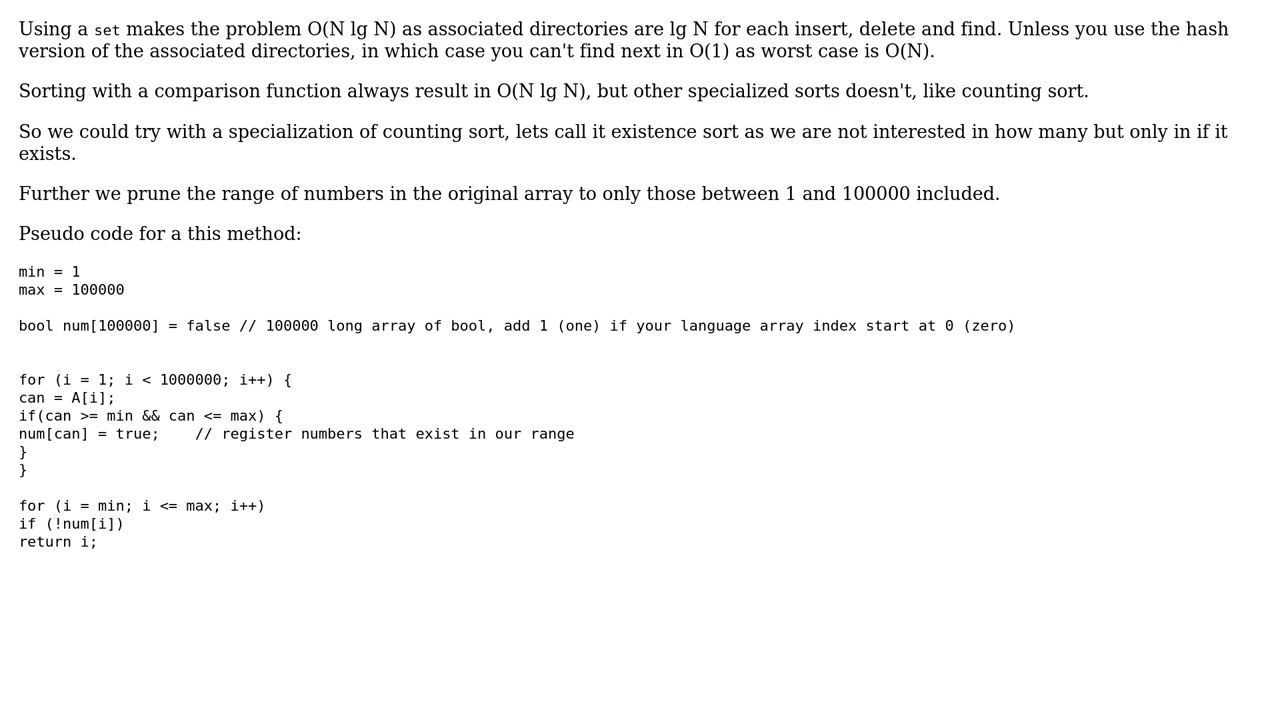 Using a set makes the problem O(N lg N) as associated directories are lg N for each insert, delete and find. Unless you use the hash
version of the associated directories, in which case you can't find next in O(1) as worst case is O(N).
Sorting with a comparison function always result in O(N lg N), but other specialized sorts doesn't, like counting sort.
So we could try with a specialization of counting sort, lets call it existence sort as we are not interested in how many but only in if it
exists.
Further we prune the range of numbers in the original array to only those between 1 and 100000 included.
Pseudo code for a this method:
min = 1
max = 100000
bool num[100000] = false // 100000 long array of bool, add 1 (one) if your language array index start at 0 (zero)
for (i = 1; i < 1000000; i++) {
can = A[i];
if(can >= min && can <= max) {
num[can] = true;    // register numbers that exist in our range
}
}
for (i = min; i <= max; i++)
if (!num[i])
return i;